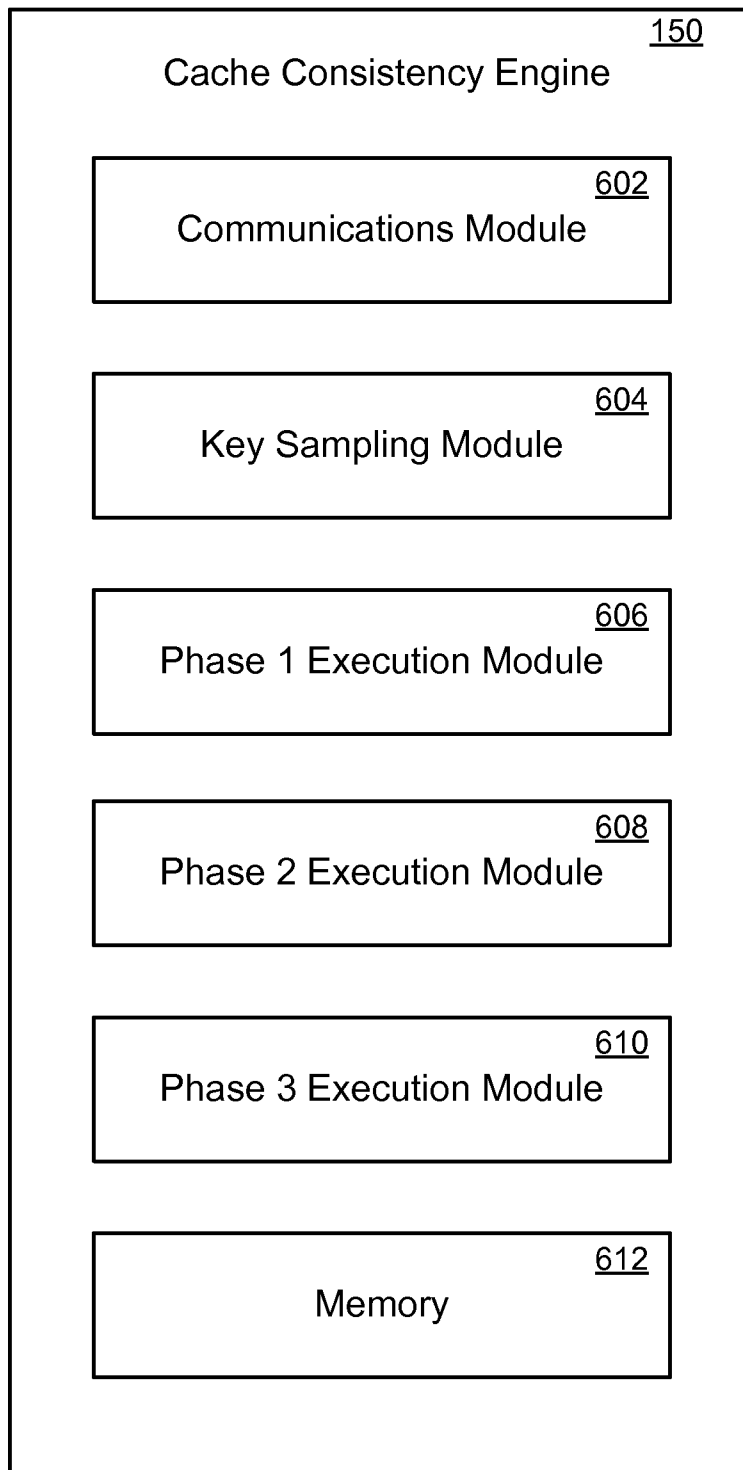 150
Cache Consistency Engine
602
Communications Module
604
Key Sampling Module
606
Phase 1 Execution Module
608
Phase 2 Execution Module
610
Phase 3 Execution Module
612
Memory